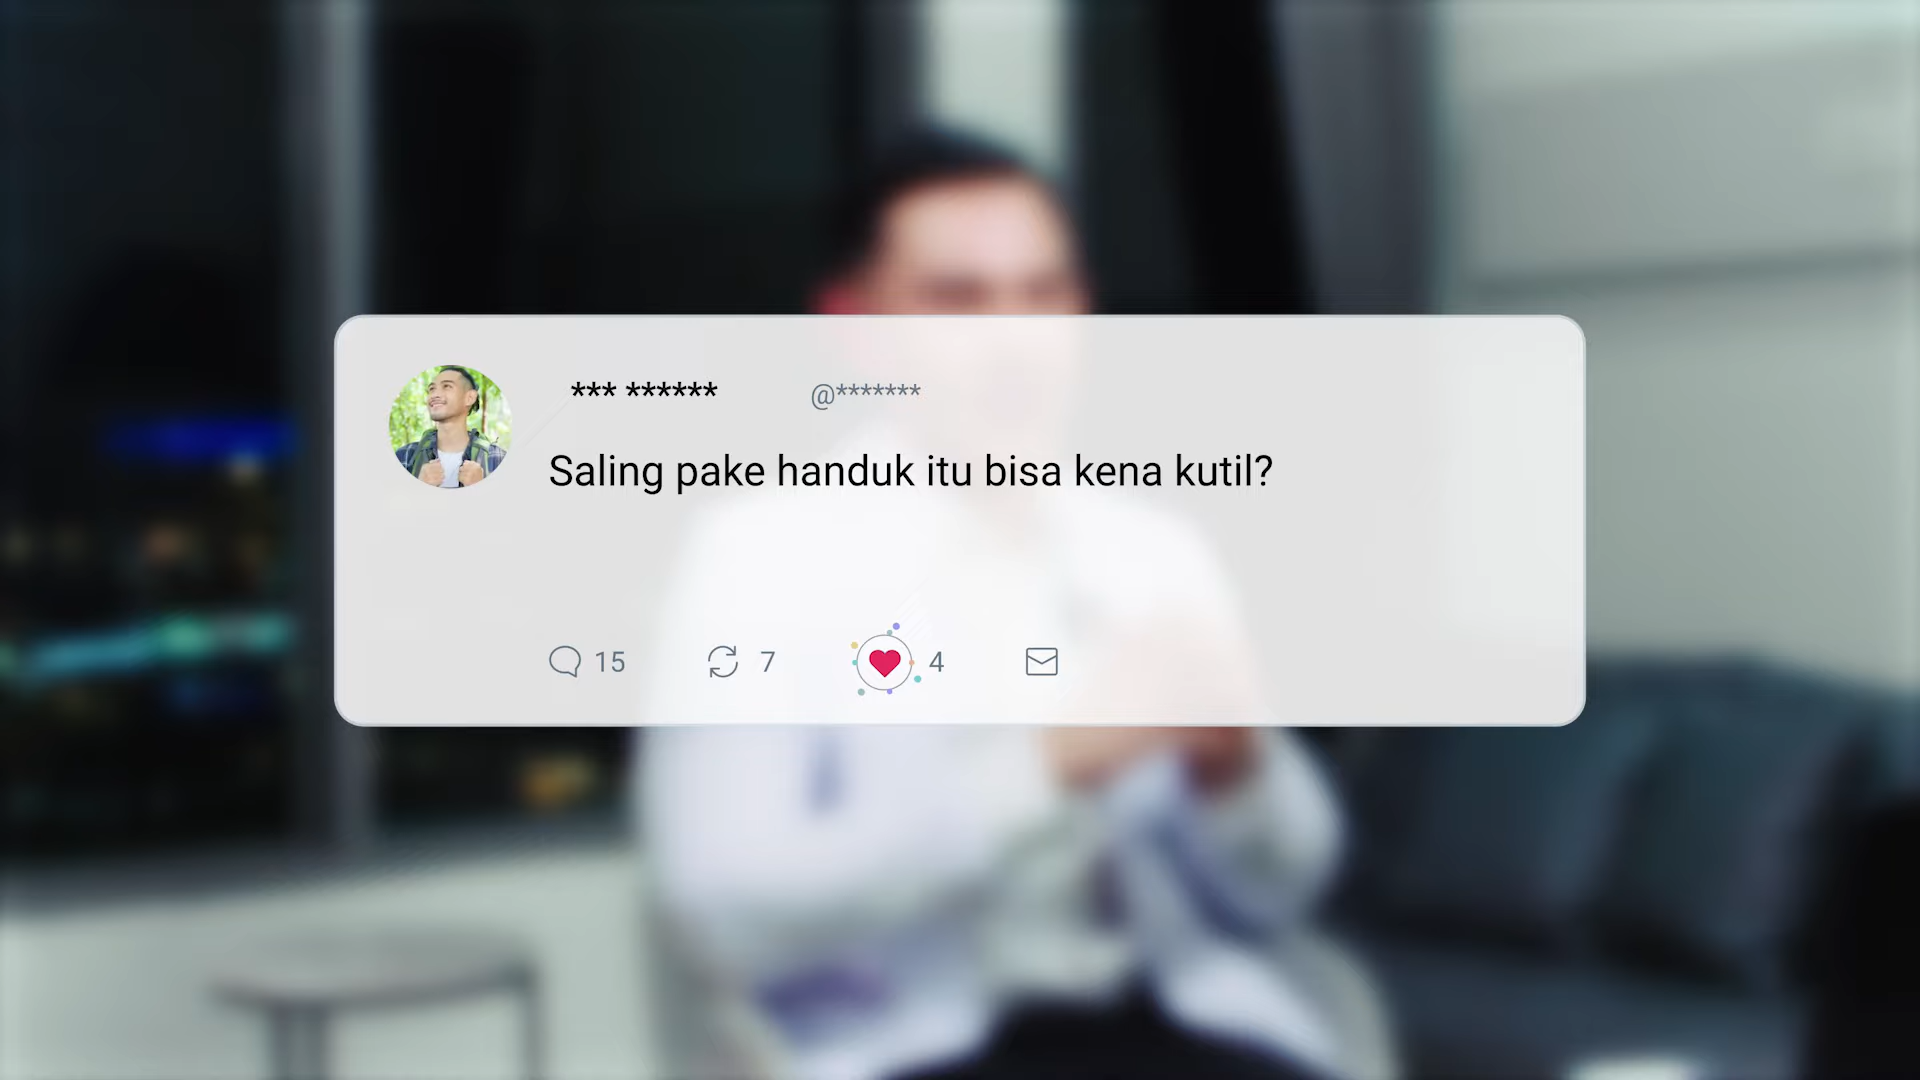 *** ****** @*******
Saling pake handuk itu bisa kena kutil?
15 7 4